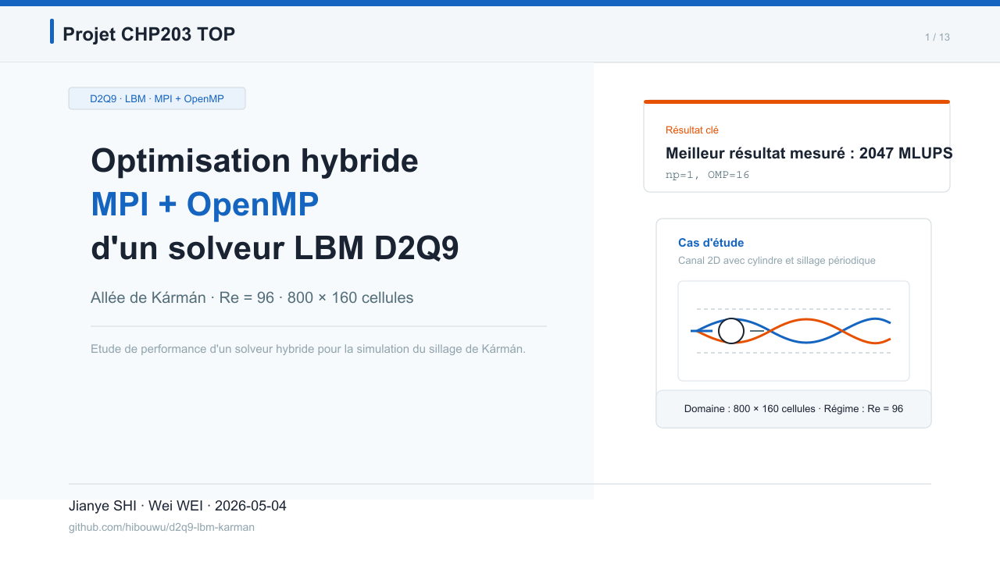 Projet CHP203 TOP
1 / 13
D2Q9 · LBM · MPI + OpenMP
Optimisation hybride
MPI + OpenMP
d'un solveur LBM D2Q9
Allée de Kármán · Re = 96 · 800 × 160 cellules
Etude de performance d'un solveur hybride pour la simulation du sillage de Kármán.
Résultat clé
Meilleur résultat mesuré : 2047 MLUPS
np=1, OMP=16
Cas d'étude
Canal 2D avec cylindre et sillage périodique
Domaine : 800 × 160 cellules · Régime : Re = 96
Jianye SHI · Wei WEI · 2026-05-04
github.com/hibouwu/d2q9-lbm-karman